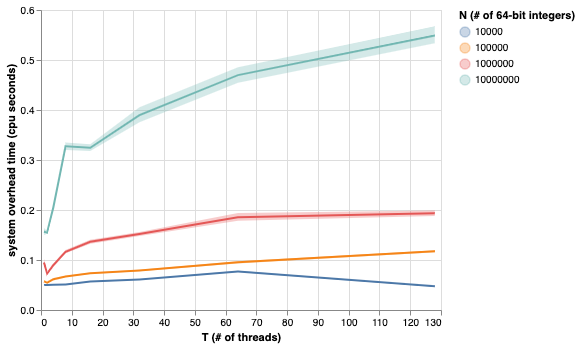 N (# of 64-bit integers)
10000
100000
1000000
10000000
system overhead time (cpu seconds)
0.6
0.5
0.4
0.3
0.2
0.1
0.0
0 10 20 30 40 50 60 70 80 90 100 110 120 130
T (# of threads)